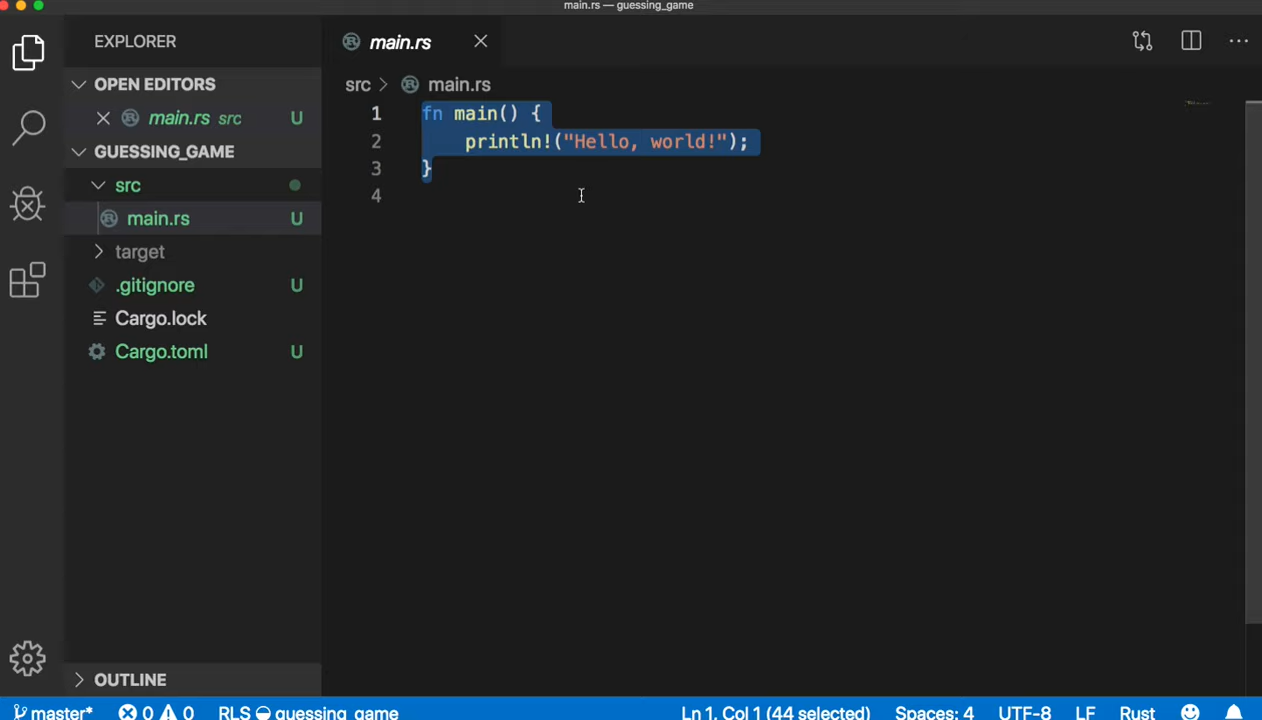 main.rs — guessing_game
EXPLORER
OPEN EDITORS
main.rs src U
GUESSING_GAME
src
main.rs U
target
.gitignore U
Cargo.lock
Cargo.toml U
OUTLINE
main.rs
src > main.rs
1 fn main() {
2 println!("Hello, world!");
3 }
4
master* 0 0 RLS guessing_game Ln 1, Col 1 (44 selected) Spaces: 4 UTF-8 LF Rust